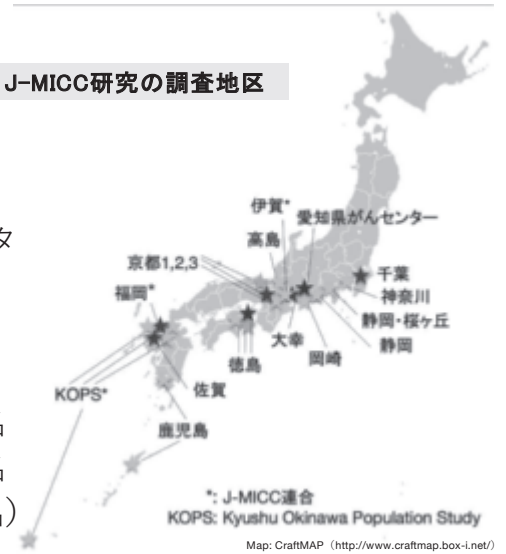 J-MICC研究の調査地区
伊賀*
愛知県がんセンター
高島
京都1,2,3
千葉
福岡*
神奈川
静岡・桜ヶ丘
静岡
大幸
岡崎
徳島
佐賀
KOPS*
鹿児島
タ
*: J-MICC連合
KOPS: Kyushu Okinawa Population Study
Map: CraftMAP（http://www.craftmap.box-i.net/）